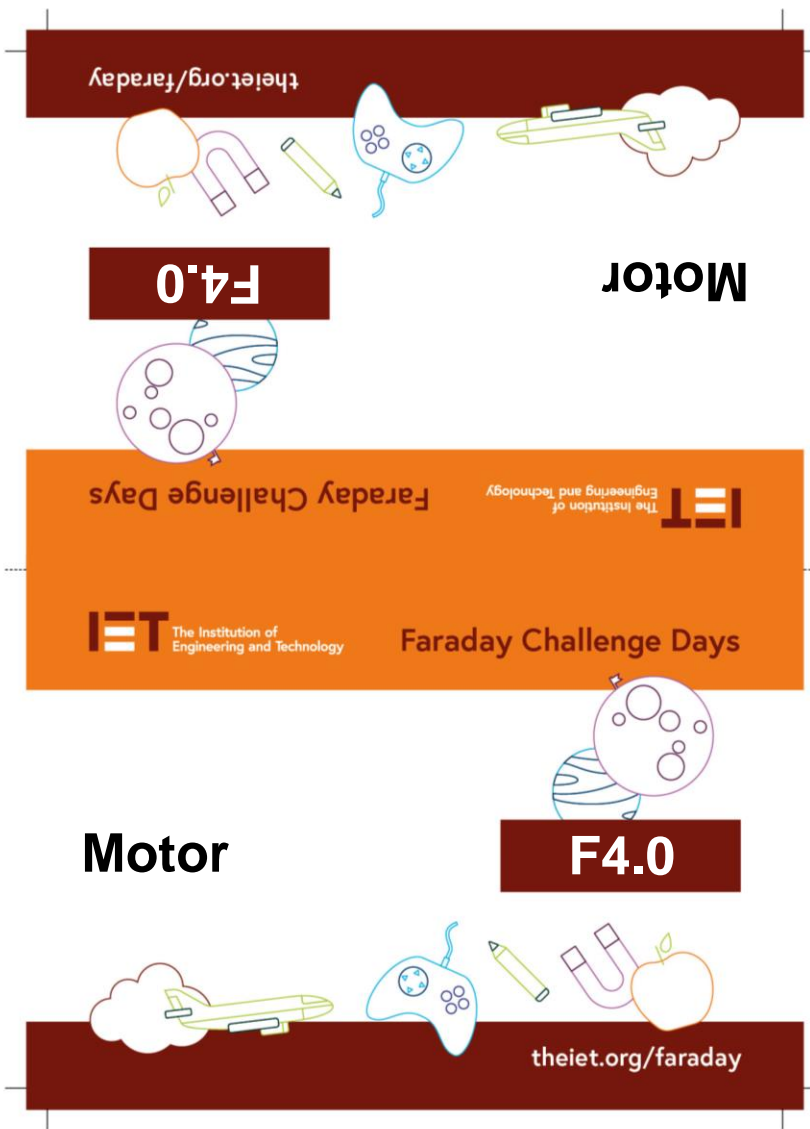 theiet.org/faraday
F4.0
Motor
Faraday Challenge Days
IET The Institution of
Engineering and Technology
IET The Institution of
Engineering and Technology
Faraday Challenge Days
Motor
F4.0
theiet.org/faraday